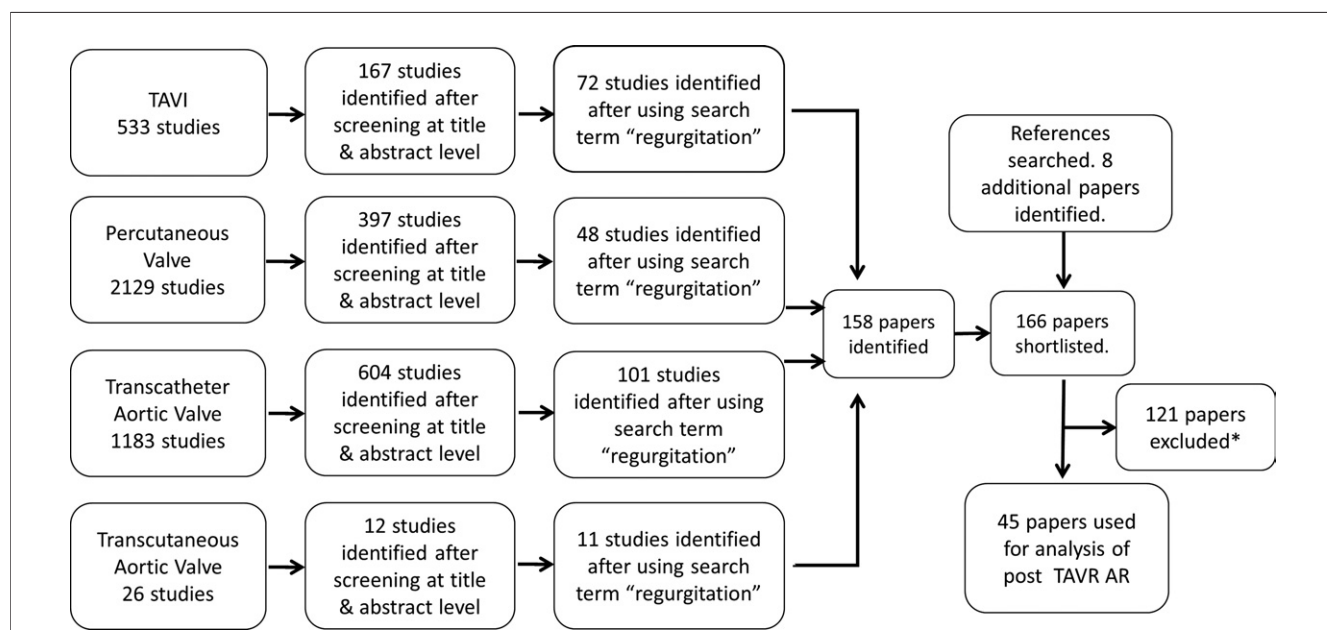 TAVI
533 studies
167 studies
identified after
screening at title
& abstract level
72 studies identified
after using search
term “regurgitation”
Percutaneous
Valve
2129 studies
397 studies
identified after
screening at title
& abstract level
48 studies identified
after using search
term “regurgitation”
Transcatheter
Aortic Valve
1183 studies
604 studies
identified after
screening at title
& abstract level
101 studies
identified after using
search term
“regurgitation”
Transcutaneous
Aortic Valve
26 studies
12 studies
identified after
screening at title
& abstract level
11 studies identified
after using search
term “regurgitation”
158 papers
identified
References
searched. 8
additional papers
identified.
166 papers
shortlisted.
121 papers
excluded*
45 papers used
for analysis of
post TAVR AR